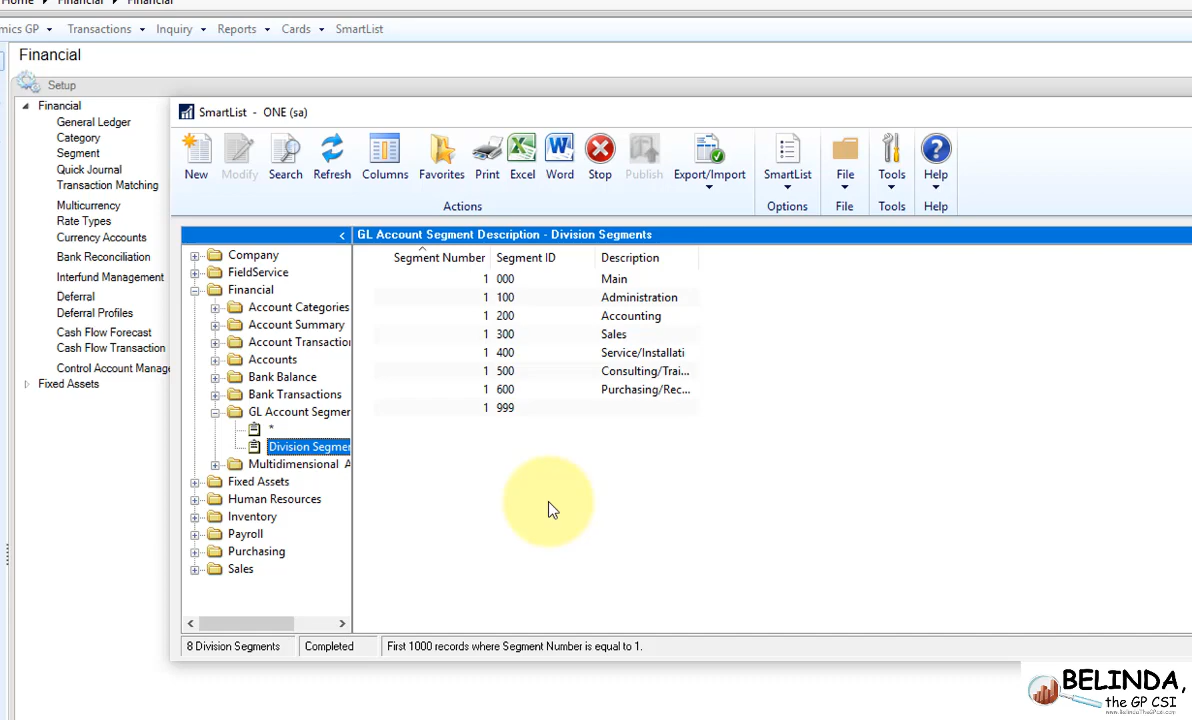 Home Financial Financial
mics GP Transactions Inquiry Reports Cards SmartList
Financial
Setup
Financial
General Ledger
Category
Segment
Quick Journal
Transaction Matching
Multicurrency
Rate Types
Currency Accounts
Bank Reconciliation
Interfund Management
Deferral
Deferral Profiles
Cash Flow Forecast
Cash Flow Transaction
Control Account Manage
Fixed Assets
SmartList - ONE (sa)
New Modify Search Refresh Columns Favorites Print Excel Word Stop Publish Export/Import SmartList File Tools Help
Actions Options File Tools Help
< GL Account Segment Description - Division Segments
Company
FieldService
Financial
Account Categories
Account Summary
Account Transactio
Accounts
Bank Balance
Bank Transactions
GL Account Segmer
*
Division Segmer
Multidimensional A
Fixed Assets
Human Resources
Inventory
Payroll
Purchasing
Sales
Segment Number Segment ID Description
1 000 Main
1 100 Administration
1 200 Accounting
1 300 Sales
1 400 Service/Installati
1 500 Consulting/Trai...
1 600 Purchasing/Rec...
1 999
8 Division Segments Completed First 1000 records where Segment Number is equal to 1.
BELINDA,
the GP CSI
www.BelindaTheGPCSI.com